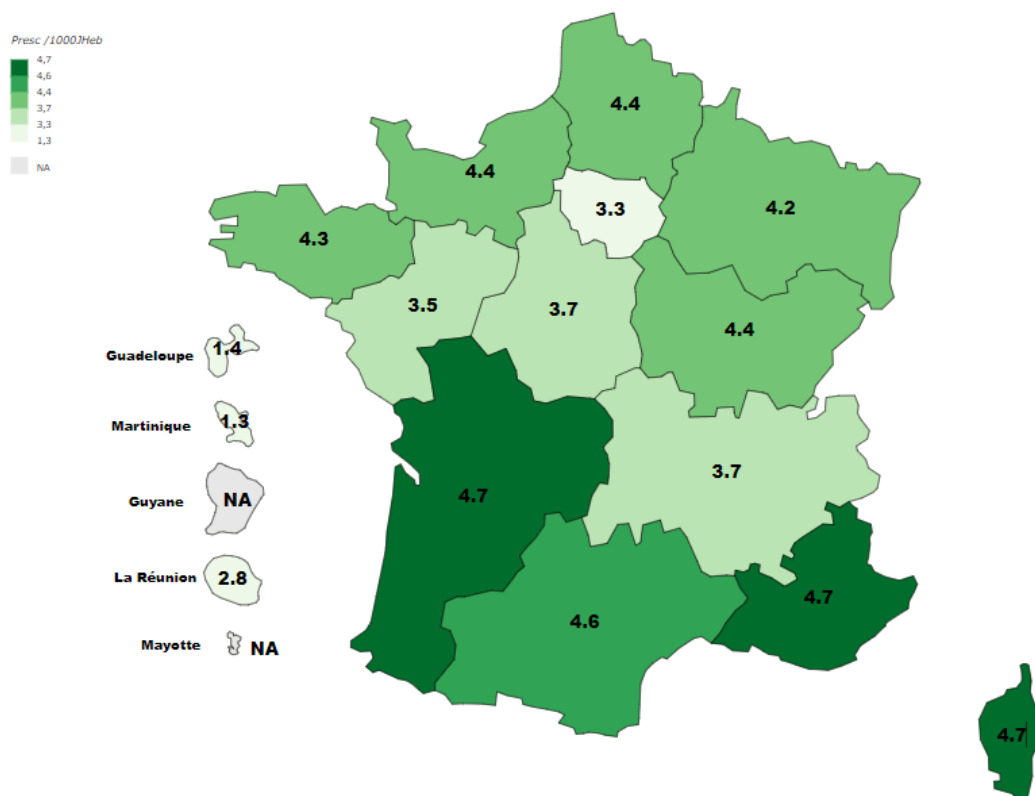 Presc /1000JHeb
4,7
4,6
4,4
3,7
3,3
1,3
NA
4.4
4.4
3.3
4.2
4.3
3.5
3.7
4.4
Guadeloupe 1.4
Martinique 1.3
3.7
4.7
Guyane NA
La Réunion 2.8
4.7
4.6
Mayotte NA
4.7